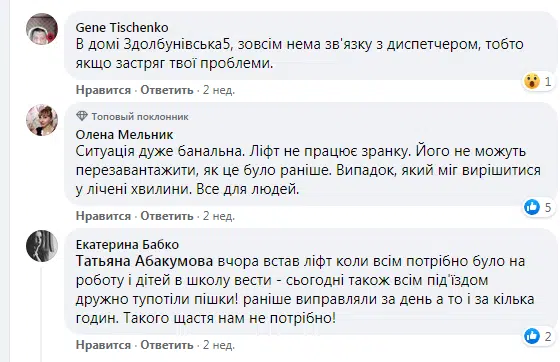 Gene Tischenko
В домі Здолбунівська5, зовсім нема зв'язку з диспетчером, тобто
якщо застряг твої проблеми.
1
Нравится · Ответить · 2 нед.
Топовый поклонник
Олена Мельник
Ситуація дуже банальна. Ліфт не працює зранку. Його не можуть
перезавантажити, як це було раніше. Випадок, який міг вирішитися
у лічені хвилини. Все для людей.
5
Нравится · Ответить · 2 нед.
Екатерина Бабко
Татьяна Абакумова вчора встав ліфт коли всім потрібно було на
роботу і дітей в школу вести - сьогодні також всім під'їздом
дружно тупотіли пішки! раніше виправляли за день а то і за кілька
годин. Такого щастя нам не потрібно!
2
Нравится · Ответить · 2 нед.